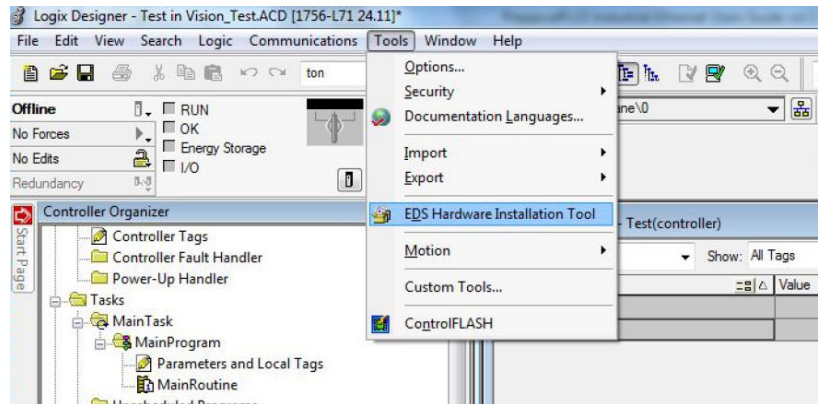 Logix Designer - Test in Vision_Test.ACD [1756-L71 24.11]*
File Edit View Search Logic Communications Tools Window Help
ton
Options...
Security
Documentation Languages...
Import
Export
EDS Hardware Installation Tool
Motion
Custom Tools...
ControlFLASH
Offline
RUN
No Forces
OK
Energy Storage
No Edits
I/O
Redundancy
ane\0
Start Page
Controller Organizer
Controller Tags
Controller Fault Handler
Power-Up Handler
Tasks
MainTask
MainProgram
Parameters and Local Tags
MainRoutine
Unscheduled Programs
- Test(controller)
Show: All Tags
Value